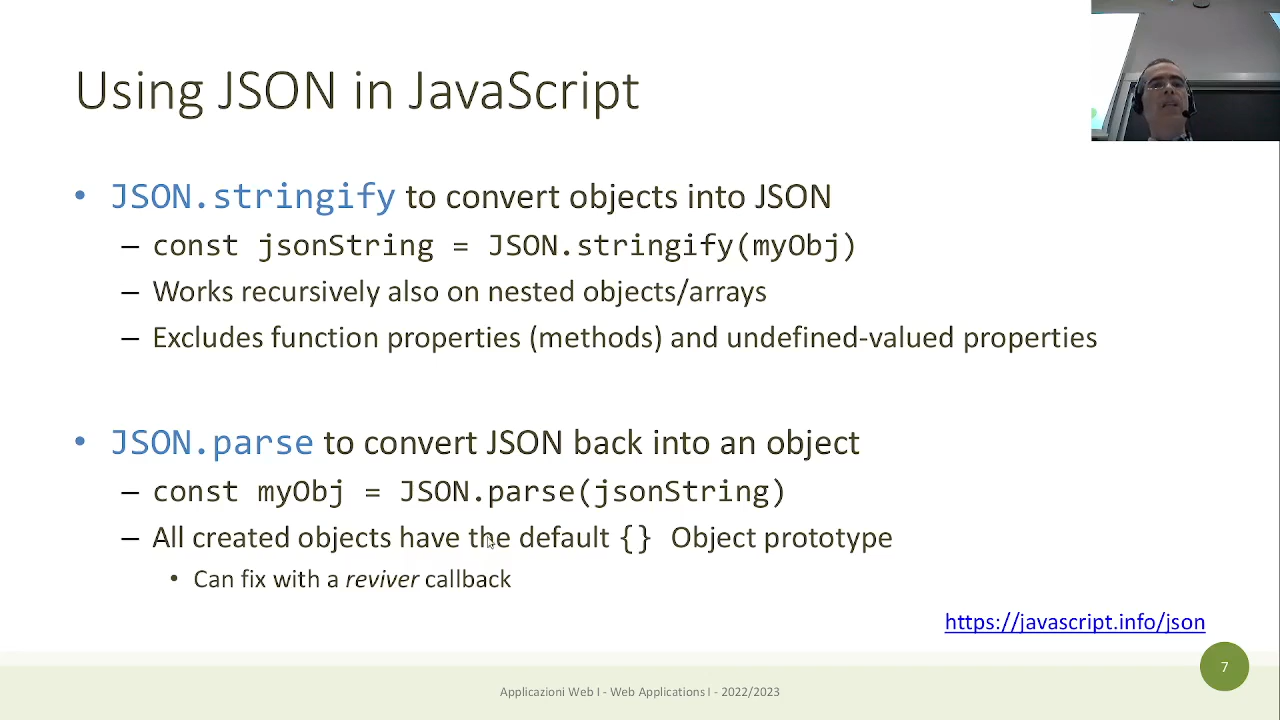 Using JSON in JavaScript
• JSON.stringify to convert objects into JSON
– const jsonString = JSON.stringify(myObj)
– Works recursively also on nested objects/arrays
– Excludes function properties (methods) and undefined-valued properties
• JSON.parse to convert JSON back into an object
– const myObj = JSON.parse(jsonString)
– All created objects have the default {} Object prototype
• Can fix with a reviver callback
https://javascript.info/json
7
Applicazioni Web I - Web Applications I - 2022/2023